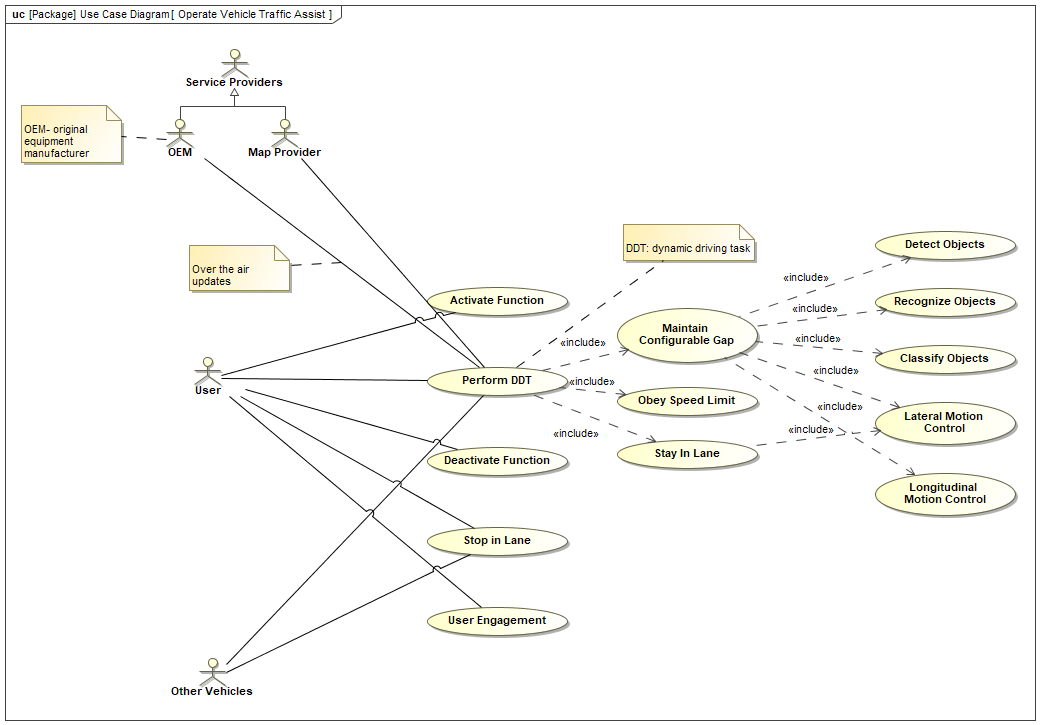 uc [Package] Use Case Diagram[ Operate Vehicle Traffic Assist ]
Service Providers
OEM- original
equipment
manufacturer
OEM
Map Provider
Over the air
updates
DDT: dynamic driving task
Detect Objects
«include»
Activate Function
Recognize Objects
«include»
Maintain
Configurable Gap
«include»
«include»
Classify Objects
User
Perform DDT
«include»
«include»
Obey Speed Limit
«include»
Lateral Motion
Control
«include»
«include»
Stay In Lane
Deactivate Function
Longitudinal
Motion Control
Stop in Lane
User Engagement
Other Vehicles